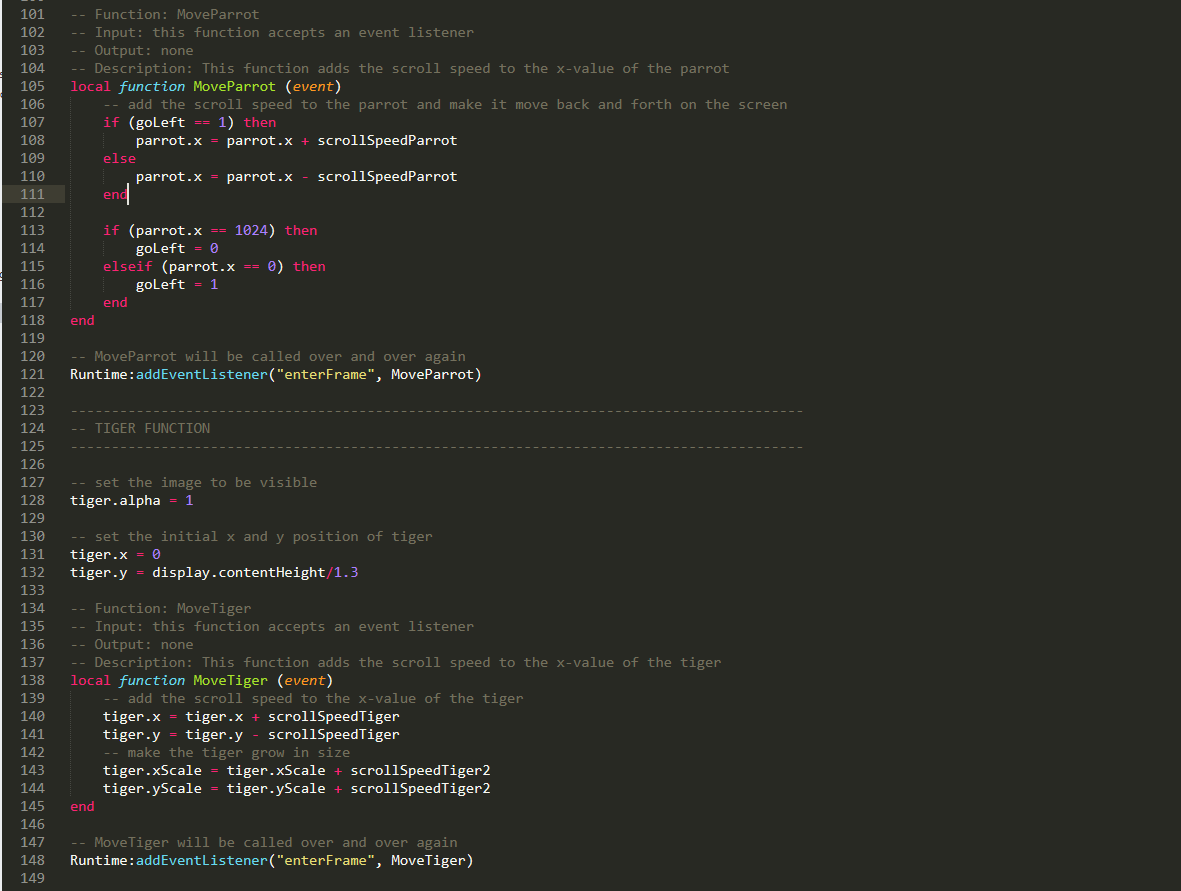 101 -- Function: MoveParrot
102 -- Input: this function accepts an event listener
103 -- Output: none
104 -- Description: This function adds the scroll speed to the x-value of the parrot
105 local function MoveParrot (event)
106     -- add the scroll speed to the parrot and make it move back and forth on the screen
107     if (goLeft == 1) then
108         parrot.x = parrot.x + scrollSpeedParrot
109     else
110         parrot.x = parrot.x - scrollSpeedParrot
111     end
112
113     if (parrot.x == 1024) then
114         goLeft = 0
115     elseif (parrot.x == 0) then
116         goLeft = 1
117     end
118 end
119
120 -- MoveParrot will be called over and over again
121 Runtime:addEventListener("enterFrame", MoveParrot)
122
123 -----------------------------------------------------------------------------------------
124 -- TIGER FUNCTION
125 -----------------------------------------------------------------------------------------
126
127 -- set the image to be visible
128 tiger.alpha = 1
129
130 -- set the initial x and y position of tiger
131 tiger.x = 0
132 tiger.y = display.contentHeight/1.3
133
134 -- Function: MoveTiger
135 -- Input: this function accepts an event listener
136 -- Output: none
137 -- Description: This function adds the scroll speed to the x-value of the tiger
138 local function MoveTiger (event)
139     -- add the scroll speed to the x-value of the tiger
140     tiger.x = tiger.x + scrollSpeedTiger
141     tiger.y = tiger.y - scrollSpeedTiger
142     -- make the tiger grow in size
143     tiger.xScale = tiger.xScale + scrollSpeedTiger2
144     tiger.yScale = tiger.yScale + scrollSpeedTiger2
145 end
146
147 -- MoveTiger will be called over and over again
148 Runtime:addEventListener("enterFrame", MoveTiger)
149